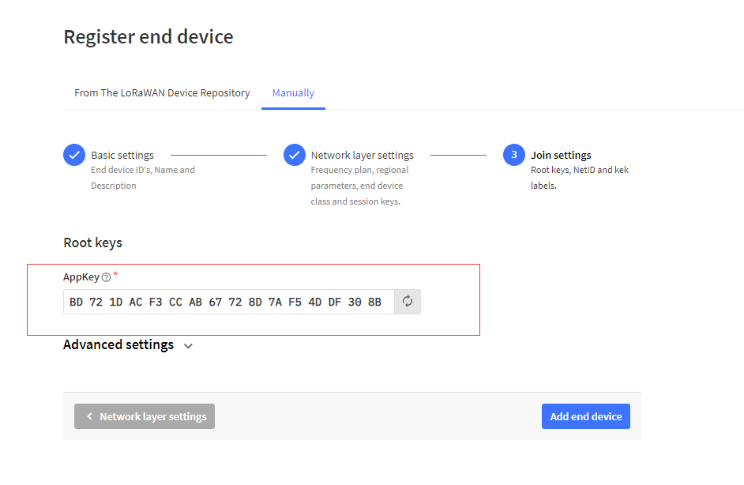 Register end device
From The LoRaWAN Device Repository Manually
Basic settings
End device ID's, Name and
Description
Network layer settings
Frequency plan, regional
parameters, end device
class and session keys.
3 Join settings
Root keys, NetID and kek
labels.
Root keys
AppKey *
BD 72 1D AC F3 CC AB 67 72 8D 7A F5 4D DF 30 8B
Advanced settings
Network layer settings Add end device